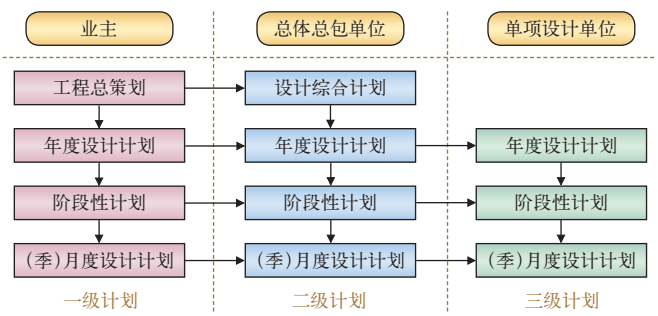 业主
总体总包单位
单项设计单位
工程总策划
设计综合计划
年度设计计划
年度设计计划
年度设计计划
阶段性计划
阶段性计划
阶段性计划
(季)月度设计计划
(季)月度设计计划
(季)月度设计计划
一级计划
二级计划
三级计划